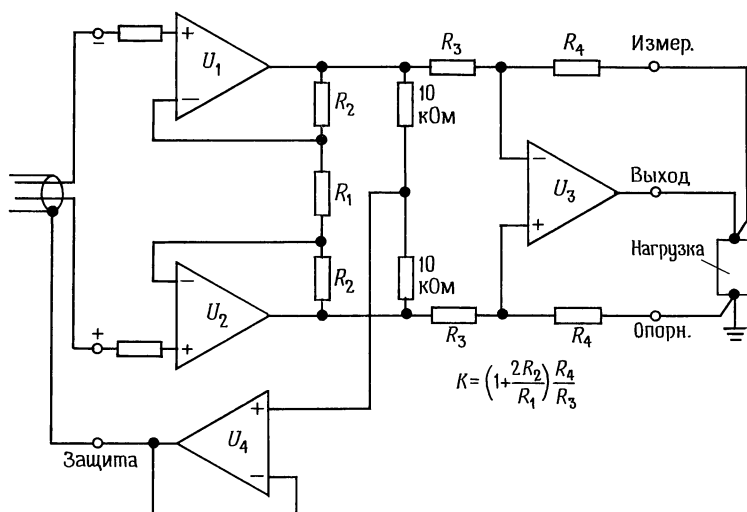 −
+
U₁
−
R₂
10
кОм
R₃
R₄
Измер.
R₁
−
U₃
+
Выход
Нагрузка
−
U₂
+
+
R₂
10
кОм
R₃
R₄
Опорн.
K=(1+2R₂/R₁)R₄/R₃
+
U₄
−
Защита